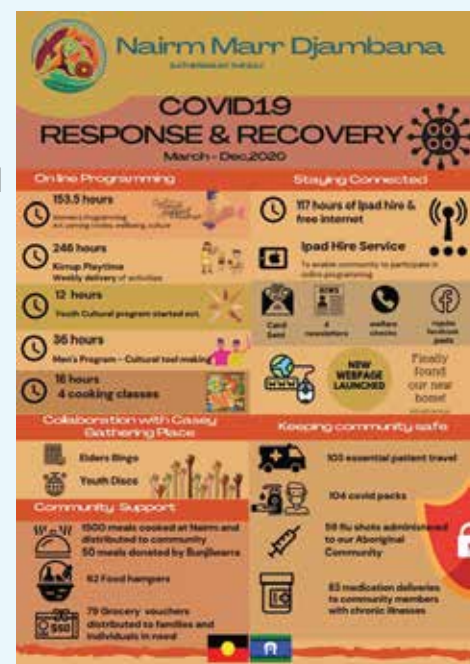 Nairm Marr Djambana
COVID19
RESPONSE & RECOVERY
March - Dec, 2020
Online Programming
153.5 hours
Women's Programming
246 hours
Kirrup Playtime
Weekly delivery of activities
12 hours
Youth Cultural program started oct.
36 hours
Men's Program - Cultural tool making
16 hours
4 cooking classes
Staying Connected
117 hours of Ipad hire &
free internet
Ipad Hire Service
To enable community to participate in
online programming
NEWS
Card
Sent
4
newsletters
welfare
checks
regular
facebook
posts
NEW
WEBPAGE
LAUNCHED
Finally
found
our new
home!
Collaboration with Casey
Gathering Place
Elders Bingo
Youth Disco
Community Support
1500 meals cooked at Nairm and
distributed to community
50 meals donated by Bunjilwarra
62 Food hampers
$50
79 Grocery vouchers
distributed to families and
individuals in need
Keeping community safe
103 essential patient travel
104 covid packs
flu shots administered
to our Aboriginal
Community
83 medication deliveries
to community members
with chronic illnesses